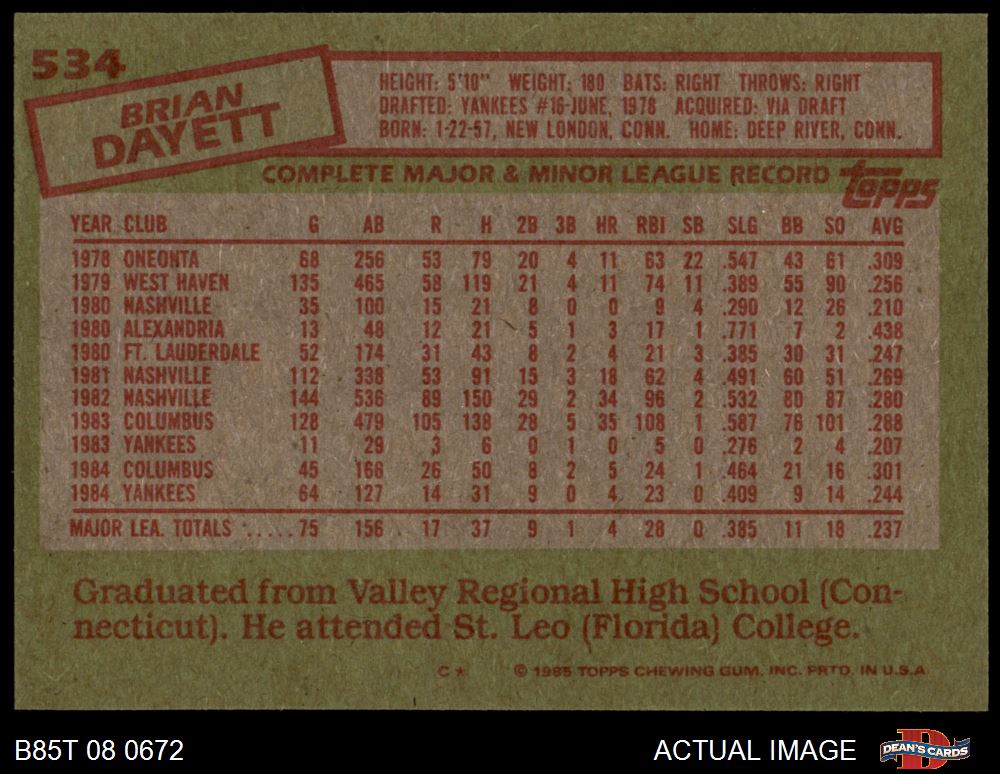 534
BRIAN
DAYETT
HEIGHT: 5'10" WEIGHT: 180 BATS: RIGHT THROWS: RIGHT
DRAFTED: YANKEES #16-JUNE, 1978 ACQUIRED: VIA DRAFT
BORN: 1-22-57, NEW LONDON, CONN. HOME: DEEP RIVER, CONN.
COMPLETE MAJOR & MINOR LEAGUE RECORD topps
YEAR CLUB G AB R H 2B 3B HR RBI SB SLG BB SO AVG
1978 ONEONTA 68 256 53 79 20 4 11 63 22 .547 43 61 .309
1979 WEST HAVEN 135 465 58 119 21 4 11 74 11 .389 55 90 .256
1980 NASHVILLE 35 100 15 21 8 0 0 9 4 .290 12 26 .210
1980 ALEXANDRIA 13 48 12 21 5 1 3 17 1 .771 7 2 .438
1980 FT. LAUDERDALE 52 174 31 43 8 2 4 21 3 .385 30 31 .247
1981 NASHVILLE 112 338 53 91 15 3 18 62 4 .491 60 51 .269
1982 NASHVILLE 144 536 89 150 29 2 34 96 2 .532 80 87 .280
1983 COLUMBUS 128 479 105 138 28 5 35 108 1 .587 76 101 .288
1983 YANKEES 11 29 3 6 0 1 0 5 0 .276 2 4 .207
1984 COLUMBUS 45 166 26 50 8 2 5 24 1 .464 21 16 .301
1984 YANKEES 64 127 14 31 9 0 4 23 0 .409 9 14 .244
MAJOR LEA. TOTALS ..... 75 156 17 37 9 1 4 28 0 .385 11 18 .237
Graduated from Valley Regional High School (Con-
necticut). He attended St. Leo (Florida) College.
C* © 1985 TOPPS CHEWING GUM, INC. PRTD. IN U.S.A.
B85T 08 0672 ACTUAL IMAGE DEAN'S CARDS